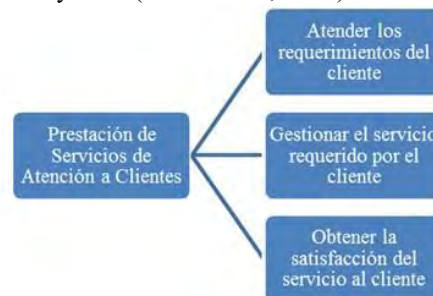 Atender los
requerimientos del
cliente
Prestación de
Servicios de
Atención a Clientes
Gestionar el servicio
requerido por el
cliente
Obtener la
satisfacción del
servicio al cliente